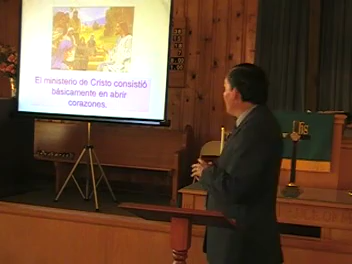 El ministerio de Cristo consistió
básicamente en abrir
corazones.